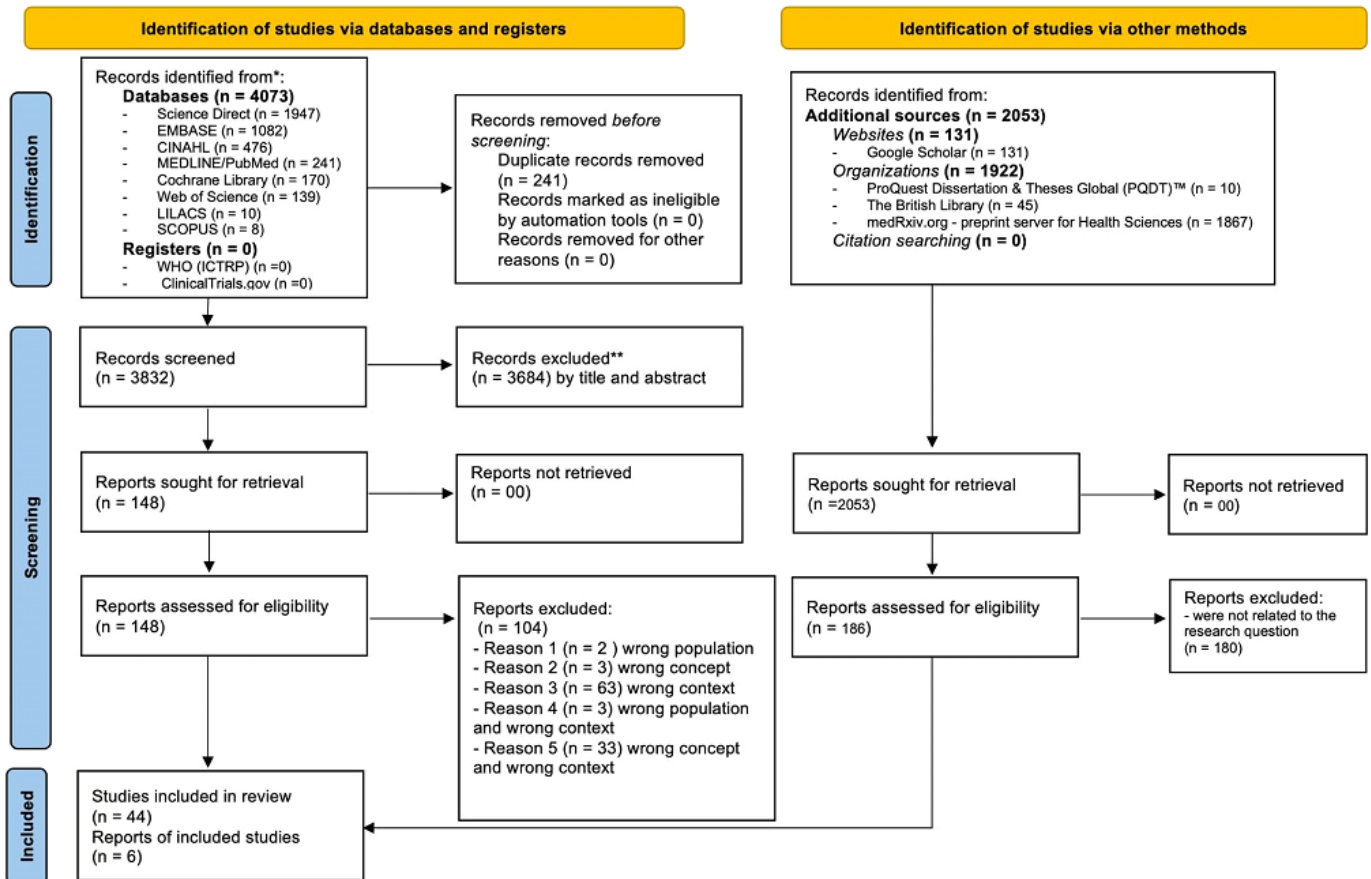 Identification of studies via databases and registers
Identification of studies via other methods
Identification
Records identified from*:
Databases (n = 4073)
- Science Direct (n = 1947)
- EMBASE (n = 1082)
- CINAHL (n = 476)
- MEDLINE/PubMed (n = 241)
- Cochrane Library (n = 170)
- Web of Science (n = 139)
- LILACS (n = 10)
- SCOPUS (n = 8)
Registers (n = 0)
- WHO (ICTRP) (n =0)
- ClinicalTrials.gov (n =0)
Records removed before
screening:
Duplicate records removed
(n = 241)
Records marked as ineligible
by automation tools (n = 0)
Records removed for other
reasons (n = 0)
Records identified from:
Additional sources (n = 2053)
Websites (n = 131)
- Google Scholar (n = 131)
Organizations (n = 1922)
- ProQuest Dissertation & Theses Global (PQDT)™ (n = 10)
- The British Library (n = 45)
- medRxiv.org - preprint server for Health Sciences (n = 1867)
Citation searching (n = 0)
Screening
Records screened
(n = 3832)
Records excluded**
(n = 3684) by title and abstract
Reports sought for retrieval
(n = 148)
Reports not retrieved
(n = 00)
Reports sought for retrieval
(n =2053)
Reports not retrieved
(n = 00)
Reports assessed for eligibility
(n = 148)
Reports excluded:
(n = 104)
- Reason 1 (n = 2 ) wrong population
- Reason 2 (n = 3) wrong concept
- Reason 3 (n = 63) wrong context
- Reason 4 (n = 3) wrong population
and wrong context
- Reason 5 (n = 33) wrong concept
and wrong context
Reports assessed for eligibility
(n = 186)
Reports excluded:
- were not related to the
research question
(n = 180)
Included
Studies included in review
(n = 44)
Reports of included studies
(n = 6)